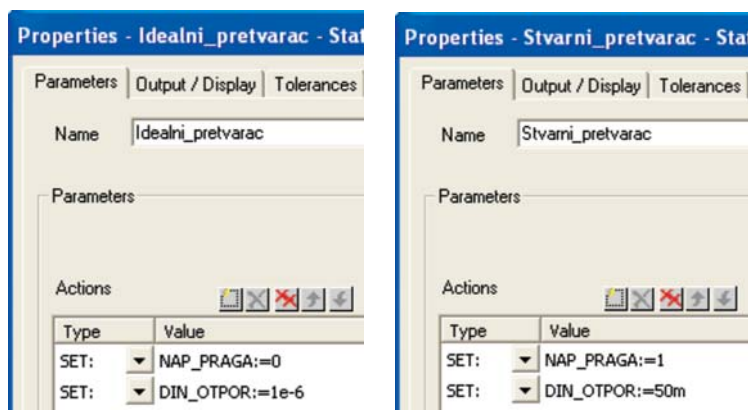 Properties - Idealni_pretvarac - Stat
Parameters Output / Display Tolerances
Name Idealni_pretvarac
Parameters
Actions
Type Value
SET: NAP_PRAGA:=0
SET: DIN_OTPOR:=1e-6
Properties - Stvarni_pretvarac - Sta
Parameters Output / Display Tolerances
Name Stvarni_pretvarac
Parameters
Actions
Type Value
SET: NAP_PRAGA:=1
SET: DIN_OTPOR:=50m